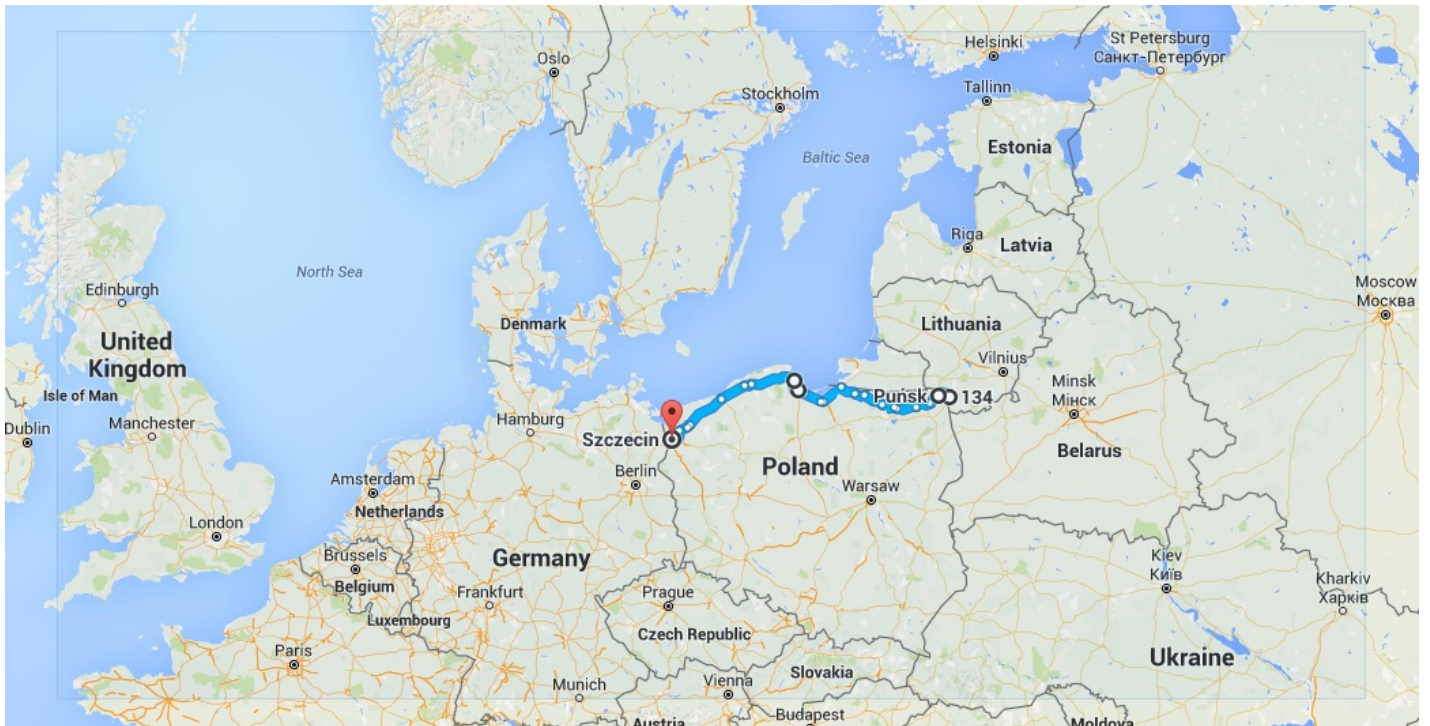 Oslo
Helsinki
St Petersburg
Санкт-Петербург
Stockholm
Tallinn
Estonia
Baltic Sea
Riga
Latvia
North Sea
Edinburgh
Moscow
Москва
United
Kingdom
Denmark
Lithuania
Vilnius
Isle of Man
Minsk
Мінск
Puńsk
134
Dublin
Manchester
Hamburg
Szczecin
Belarus
Berlin
Poland
Amsterdam
Netherlands
Warsaw
London
Brussels
Belgium
Germany
Kiev
Київ
Kharkiv
Харків
Frankfurt
Prague
Luxembourg
Czech Republic
Paris
Slovakia
Ukraine
Munich
Vienna
Budapest
Austria
Moldova